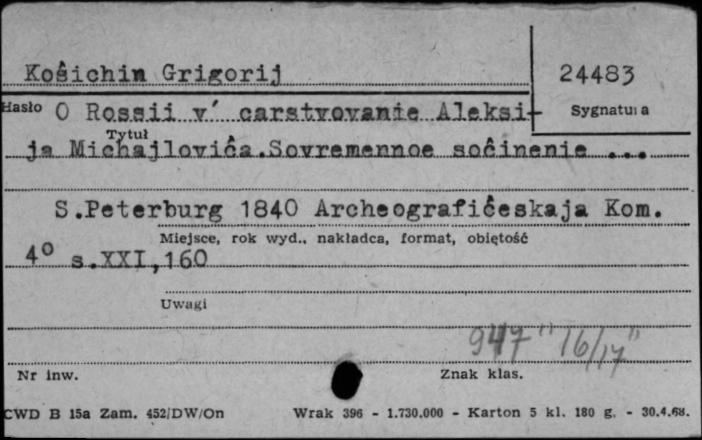 Kośichin Grigorij
24483
Hasło O Rossii v' carstvovanie Aleksi-
Sygnatura
ja Michajloviča.Sovremennoe sočinenie ...
Tytuł
S.Peterburg 1840 Archeografičeskaja Kom.
Miejsce, rok wyd., nakładca, format, objętość
4° s.XXI,160
Uwagi
947 "16/17"
Nr inw.
Znak klas.
CWD B 15a Zam. 452/DW/On Wrak 396 - 1.730.000 - Karton 5 kl. 180 g. - 30.4.68.